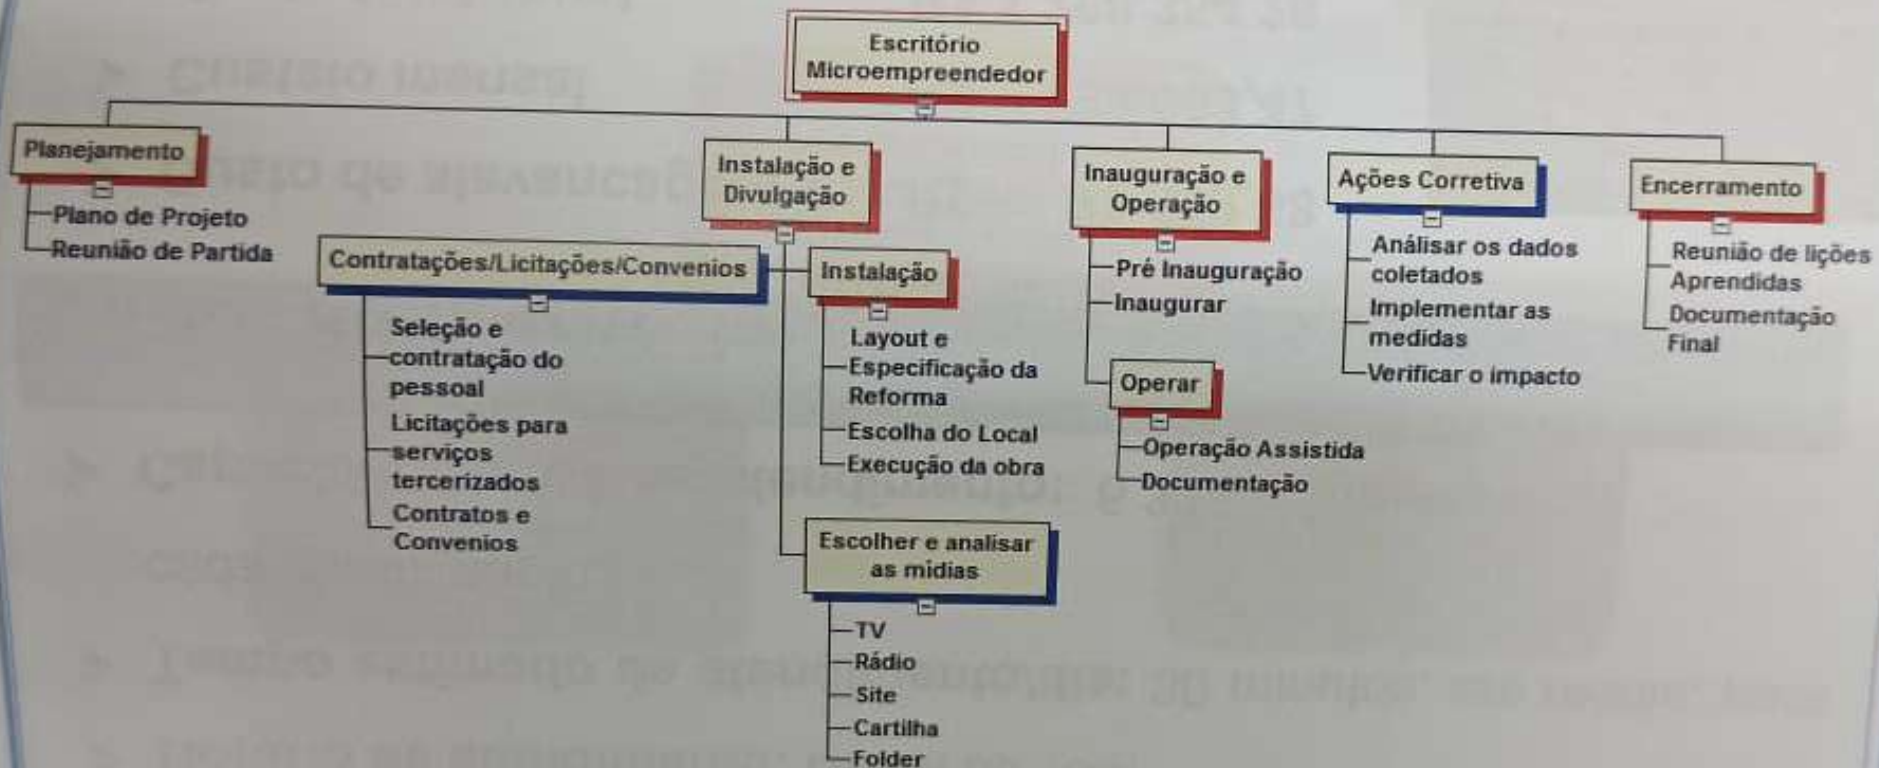 Escritório
Microempreendedor
Planejamento
Plano de Projeto
Reunião de Partida
Instalação e
Divulgação
Contratações/Licitações/Convenios
Seleção e
contratação do
pessoal
Licitações para
serviços
tercerizados
Contratos e
Convenios
Instalação
Layout e
Especificação da
Reforma
Escolha do Local
Execução da obra
Escolher e analisar
as mídias
TV
Rádio
Site
Cartilha
Folder
Inauguração e
Operação
Pré Inauguração
Inaugurar
Operar
Operação Assistida
Documentação
Ações Corretiva
Análisar os dados
coletados
Implementar as
medidas
Verificar o impacto
Encerramento
Reunião de lições
Aprendidas
Documentação
Final